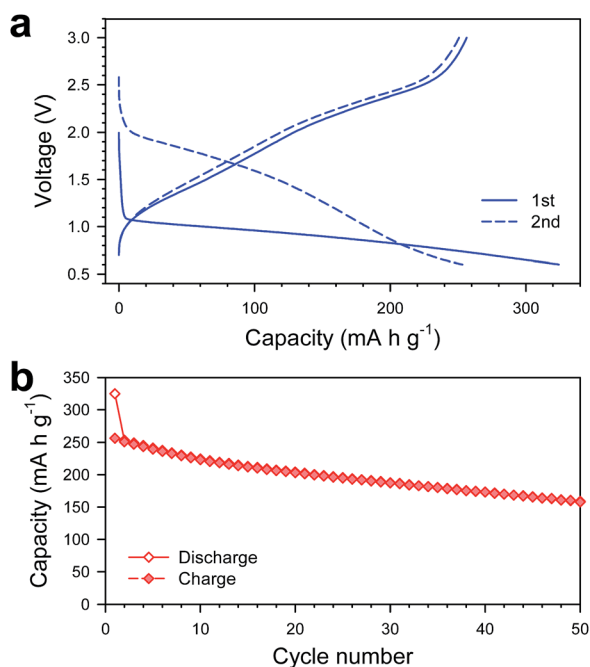 a
3.0
2.5
2.0
1.5
1.0
0.5
Voltage (V)
1st
2nd
0 100 200 300
Capacity (mA h g⁻¹)
b
350
300
250
200
150
100
50
0
Capacity (mA h g⁻¹)
Discharge
Charge
0 10 20 30 40 50
Cycle number